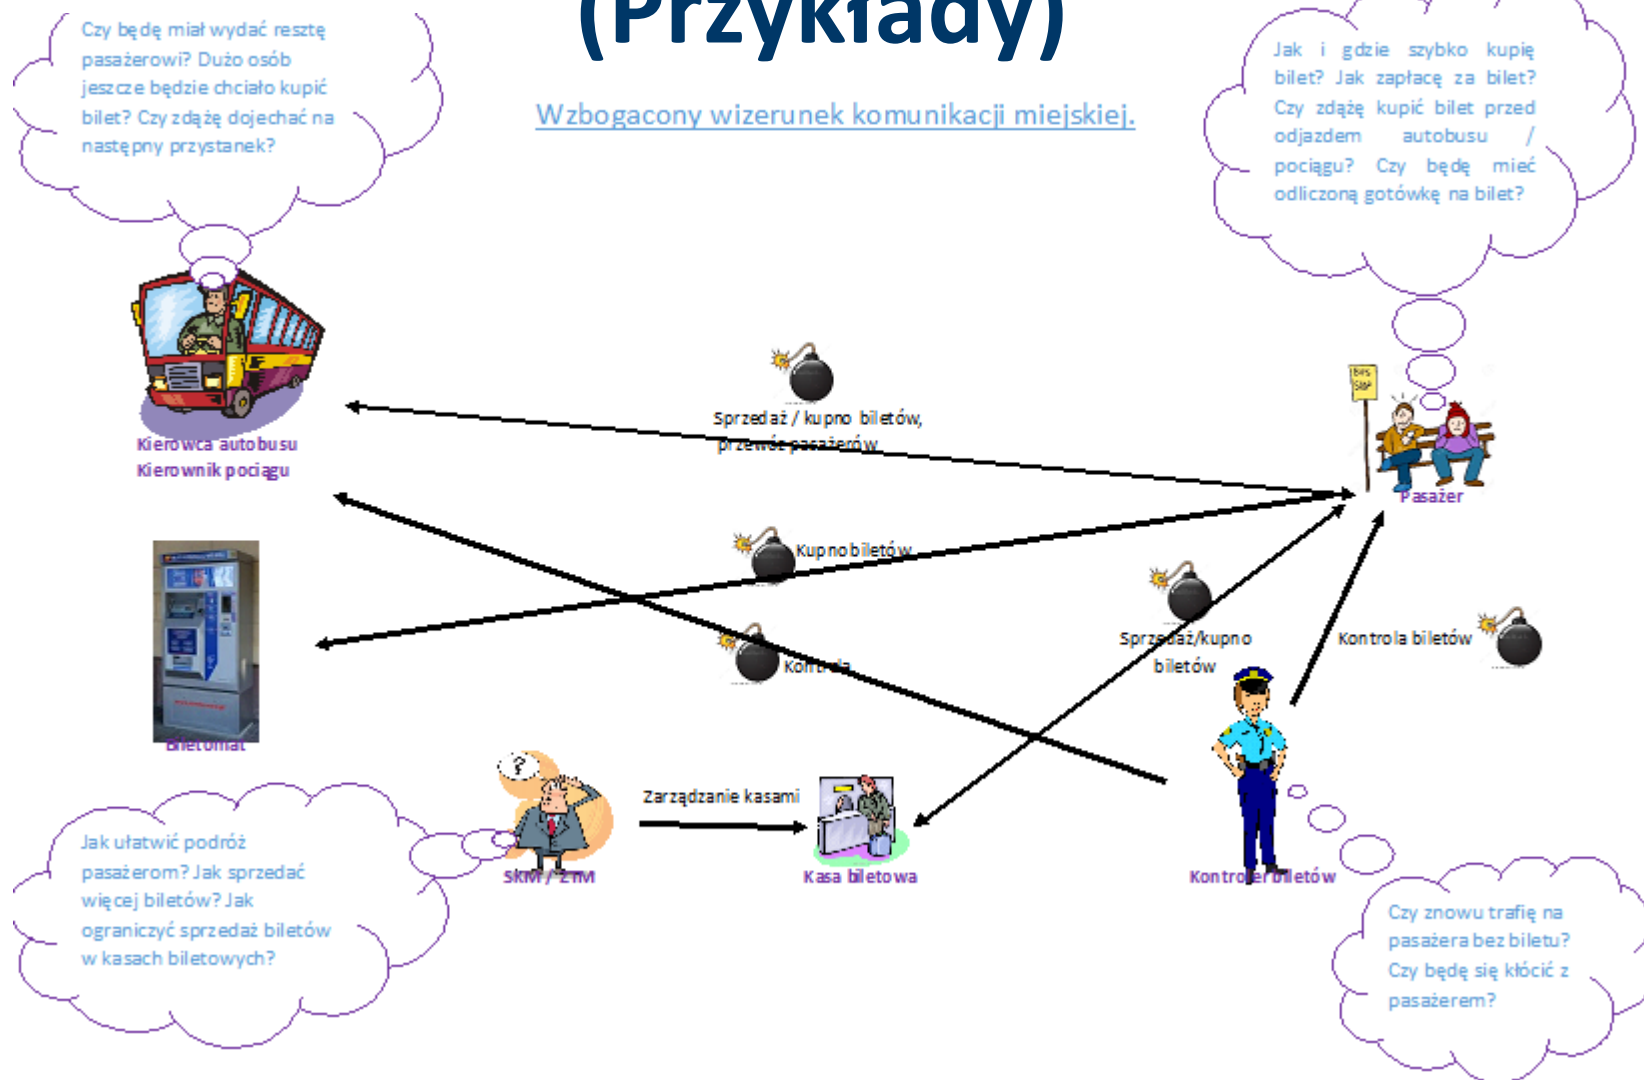 (Przykłady)
Wzbogacony wizerunek komunikacji miejskiej.
Czy będę miał wydać resztę
pasażerowi? Dużo osób
jeszcze będzie chciało kupić
bilet? Czy zdążę dojechać na
następny przystanek?
Jak i gdzie szybko kupię
bilet? Jak zapłacę za bilet?
Czy zdążę kupić bilet przed
odjazdem autobusu /
pociągu? Czy będę mieć
odliczoną gotówkę na bilet?
Kierowca autobusu
Kierownik pociągu
Sprzedaż / kupno biletów,
przewóz pasażerów
Pasażer
Kupno biletów
Kontrola
Sprzedaż/kupno
biletów
Kontrola biletów
Biletomat
Zarządzanie kasami
SKM / ZTM
Kasa biletowa
Kontroler biletów
Jak ułatwić podróż
pasażerom? Jak sprzedać
więcej biletów? Jak
ograniczyć sprzedaż biletów
w kasach biletowych?
Czy znowu trafię na
pasażera bez biletu?
Czy będę się kłócić z
pasażerem?